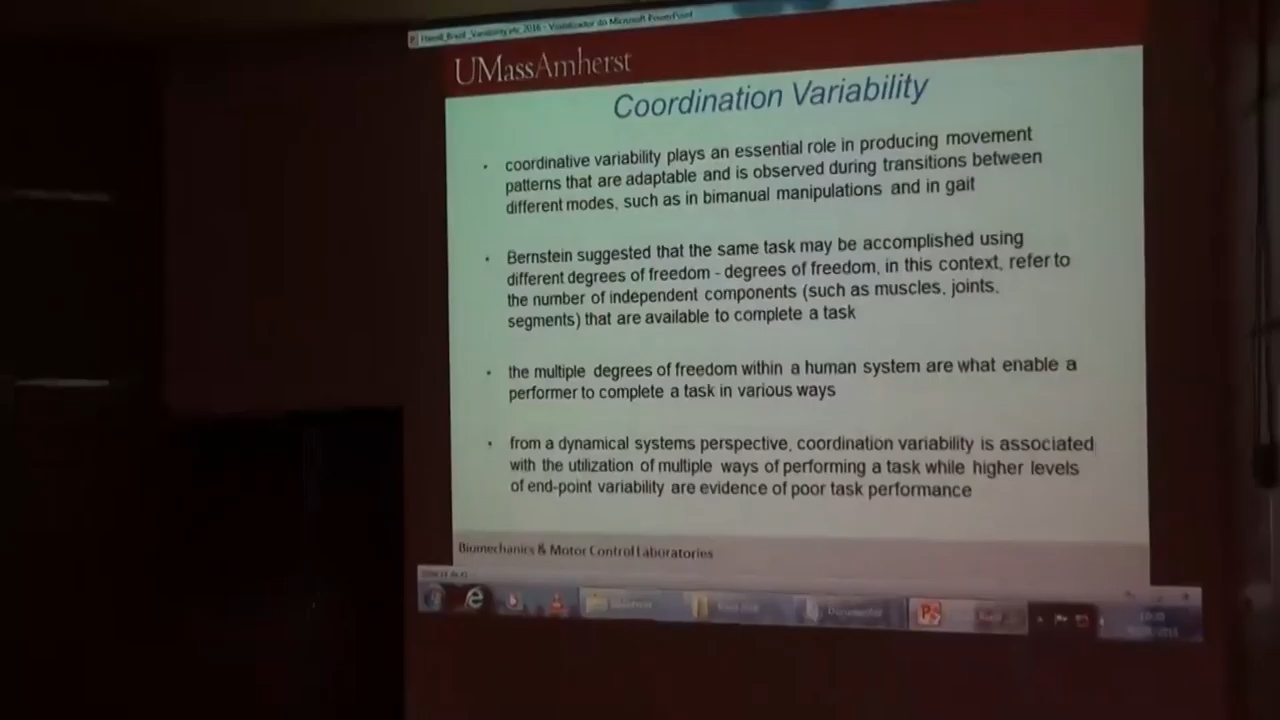 Hamill_Brazil_Variability etc_2016 - Visualizador do Microsoft PowerPoint
UMassAmherst
Coordination Variability
• coordinative variability plays an essential role in producing movement
patterns that are adaptable and is observed during transitions between
different modes, such as in bimanual manipulations and in gait
• Bernstein suggested that the same task may be accomplished using
different degrees of freedom - degrees of freedom, in this context, refer to
the number of independent components (such as muscles, joints,
segments) that are available to complete a task
• the multiple degrees of freedom within a human system are what enable a
performer to complete a task in various ways
• from a dynamical systems perspective, coordination variability is associated
with the utilization of multiple ways of performing a task while higher levels
of end-point variability are evidence of poor task performance
Biomechanics & Motor Control Laboratories